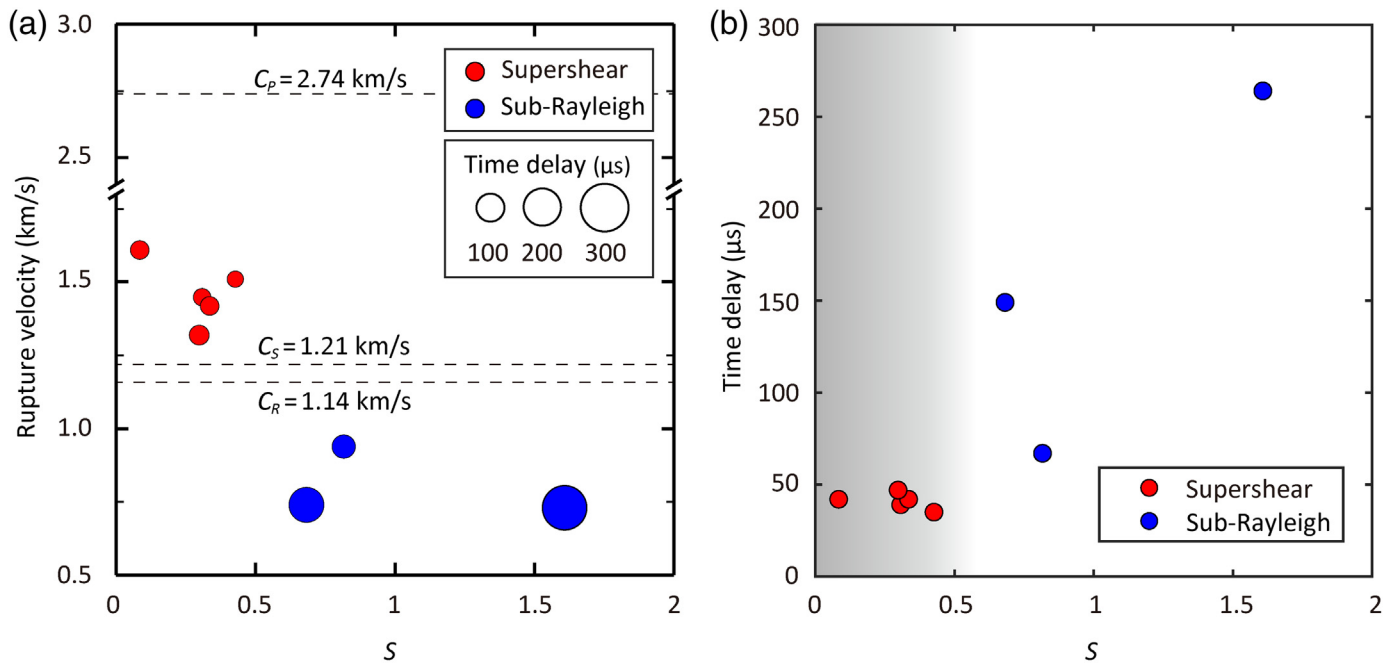 (a)
3.0
2.5
1.5
1.0
0.5
Rupture velocity (km/s)
C_P = 2.74 km/s
Supershear
Sub-Rayleigh
Time delay (μs)
100 200 300
C_S = 1.21 km/s
C_R = 1.14 km/s
0 0.5 1 1.5 2
S
(b)
300
250
200
150
100
50
0
Time delay (μs)
Supershear
Sub-Rayleigh
0 0.5 1 1.5 2
S